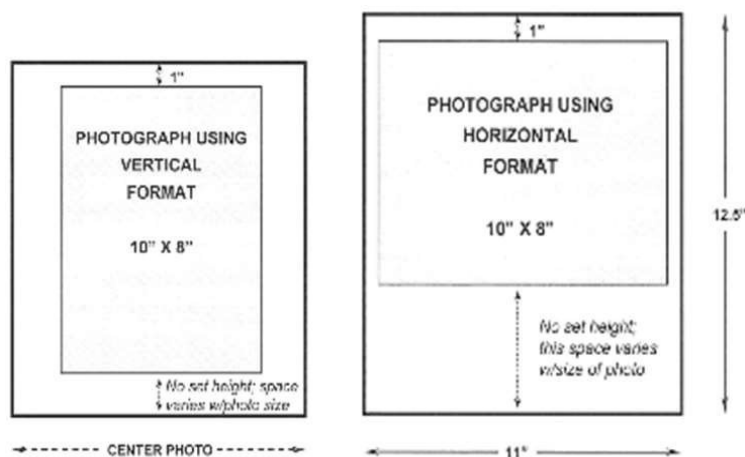 1"
PHOTOGRAPH USING
VERTICAL
FORMAT
10" X 8"
No set height; space
varies w/photo size
CENTER PHOTO
1"
PHOTOGRAPH USING
HORIZONTAL
FORMAT
10" X 8"
No set height;
this space varies
w/size of photo
11"
12.5"